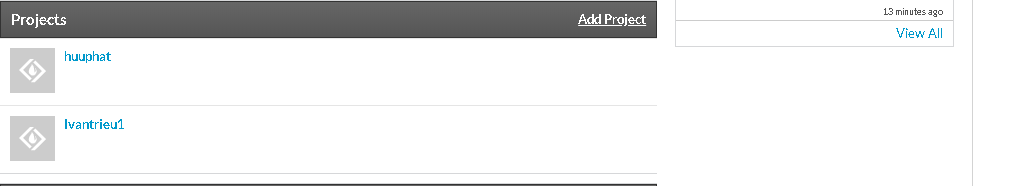 Projects
Add Project
huuphat
lvantrieu1
13 minutes ago
View All